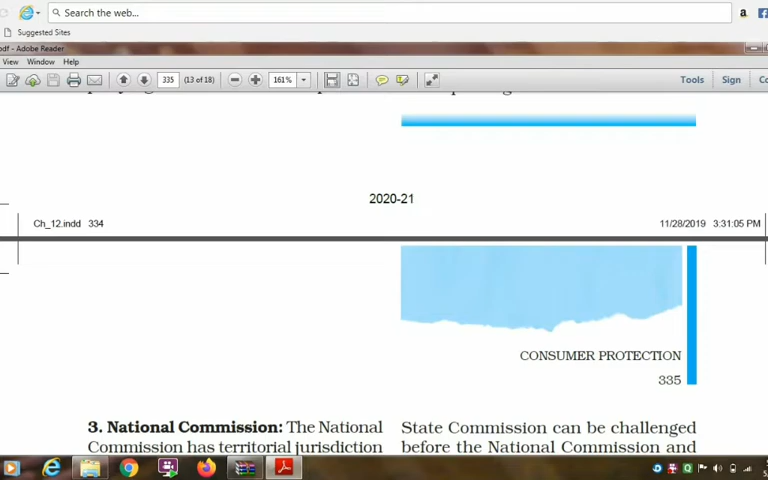 Search the web...
a
Suggested Sites
pdf - Adobe Reader
View Window Help
335 (13 of 18) 161% Tools Sign
2020-21
Ch_12.indd 334 11/28/2019 3:31:05 PM
CONSUMER PROTECTION
335
3. National Commission: The National
Commission has territorial jurisdiction
State Commission can be challenged
before the National Commission and